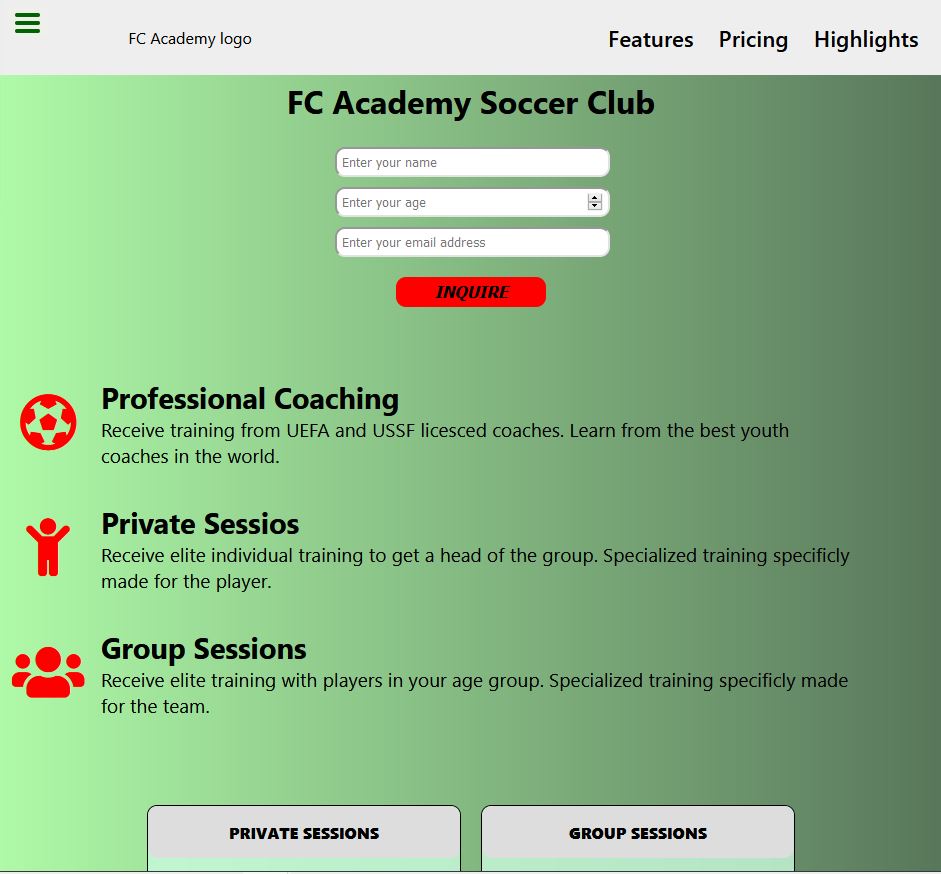 FC Academy logo
Features Pricing Highlights
FC Academy Soccer Club
Enter your name
Enter your age
Enter your email address
INQUIRE
Professional Coaching
Receive training from UEFA and USSF licesced coaches. Learn from the best youth
coaches in the world.
Private Sessios
Receive elite individual training to get a head of the group. Specialized training specificly
made for the player.
Group Sessions
Receive elite training with players in your age group. Specialized training specificly made
for the team.
PRIVATE SESSIONS GROUP SESSIONS